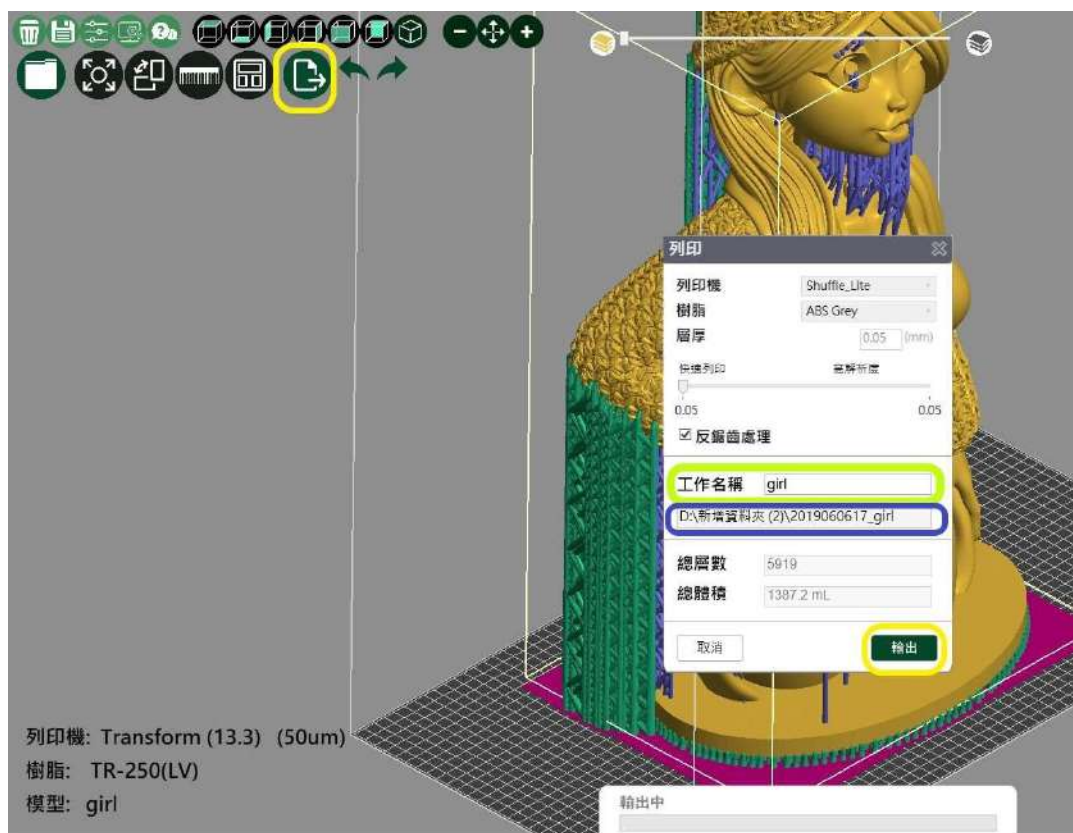 列印
列印機 Shuffle_Lite
樹脂 ABS Grey
層厚 0.05 (mm)
快速列印 高解析度
0.05 0.05
反鋸齒處理
工作名稱 girl
D:\新增資料夾 (2)\2019060617_girl
總層數 5919
總體積 1387.2 mL
取消 輸出
列印機: Transform (13.3) (50um)
樹脂: TR-250(LV)
模型: girl
輸出中